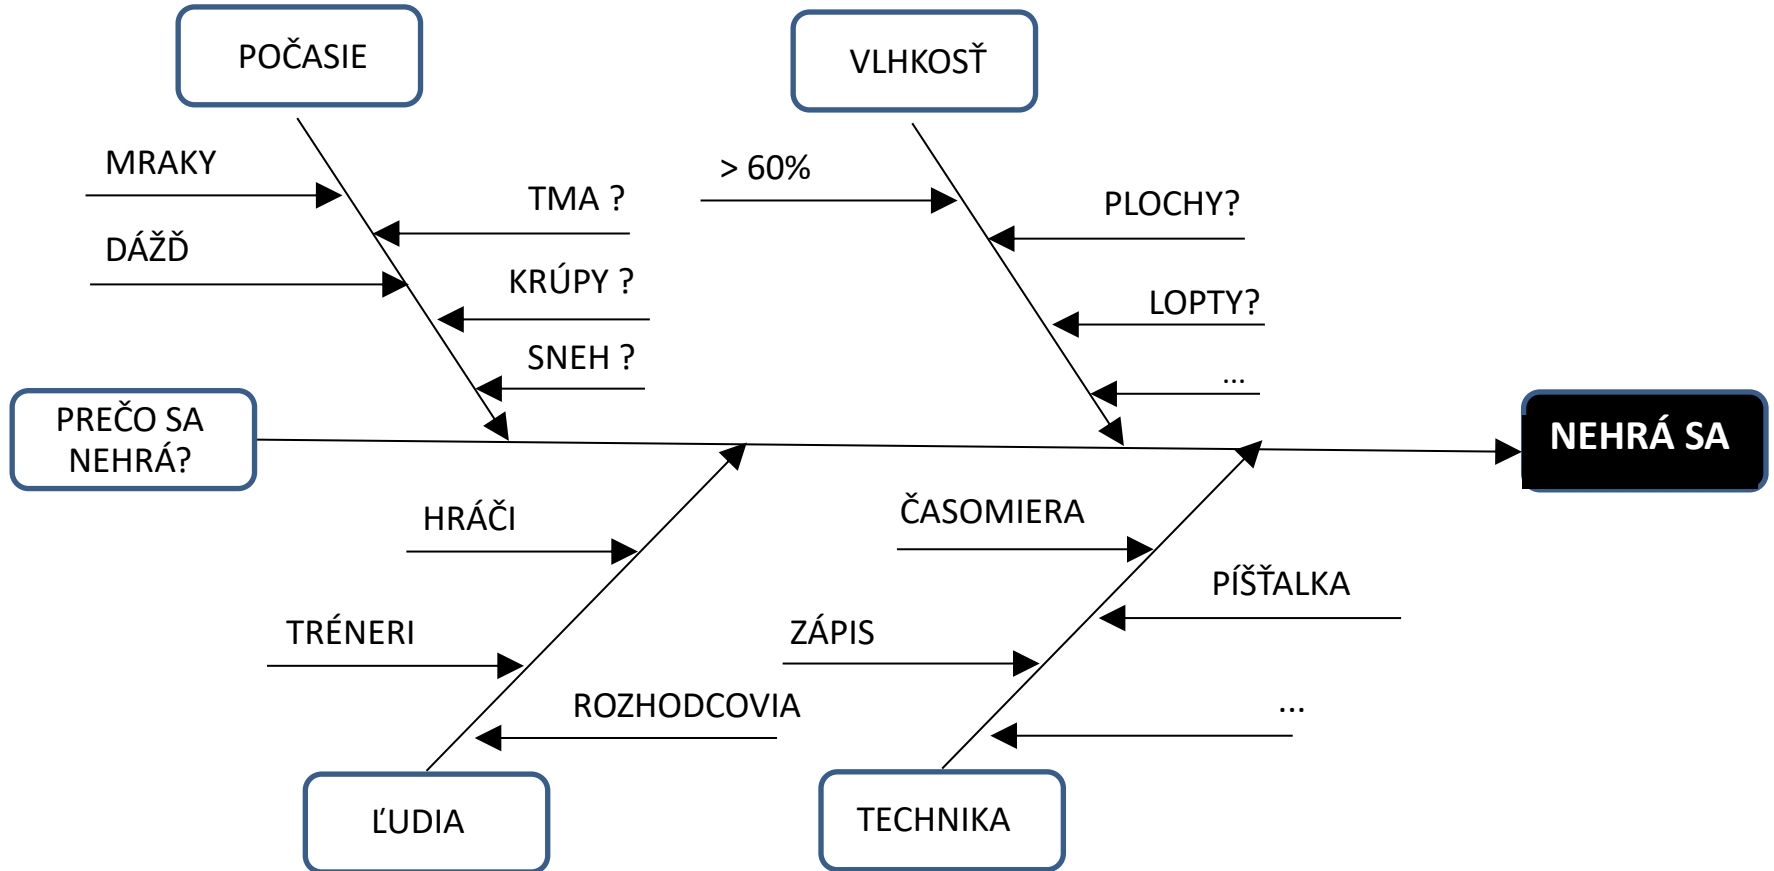 POČASIE
VLHKOSŤ
MRAKY
> 60%
TMA ?
PLOCHY?
DÁŽĎ
KRÚPY ?
LOPTY?
SNEH ?
...
PREČO SA
NEHRÁ?
NEHRÁ SA
HRÁČI
ČASOMIERA
PÍŠŤALKA
TRÉNERI
ZÁPIS
ROZHODCOVIA
...
ĽUDIA
TECHNIKA